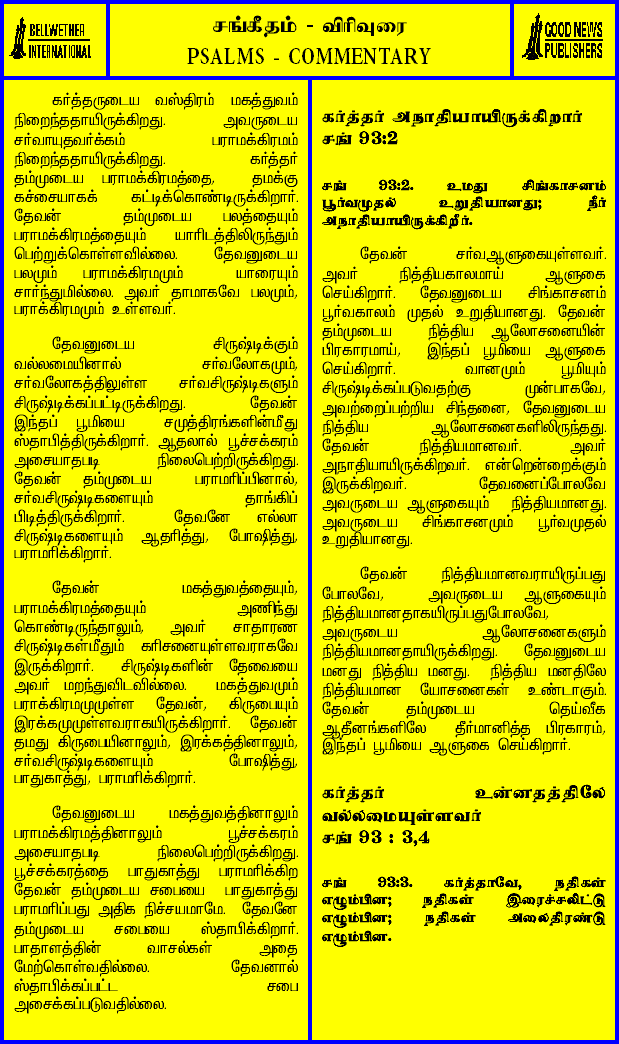 BELLWETHER
INTERNATIONAL
சங்கீதம் - விரிவுரை
PSALMS - COMMENTARY
GOOD NEWS
PUBLISHERS
கர்த்தருடைய வஸ்திரம் மகத்துவம்
நிறைந்ததாயிருக்கிறது. அவருடைய
சர்வாயுதவர்க்கம் பராமக்கிரமம்
நிறைந்ததாயிருக்கிறது. கர்த்தர்
தம்முடைய பராமக்கிரமத்தை, தமக்கு
கச்சையாகக் கட்டிக்கொண்டிருக்கிறார்.
தேவன் தம்முடைய பலத்தையும்
பராமக்கிரமத்தையும் யாரிடத்திலிருந்தும்
பெற்றுக்கொள்ளவில்லை. தேவனுடைய
பலமும் பராமக்கிரமமும் யாரையும்
சார்ந்துமில்லை. அவர் தாமாகவே பலமும்,
பராக்கிரமமும் உள்ளவர்.
தேவனுடைய சிருஷ்டிக்கும்
வல்லமையினால் சர்வலோகமும்,
சர்வலோகத்திலுள்ள சர்வசிருஷ்டிகளும்
சிருஷ்டிக்கப்பட்டிருக்கிறது. தேவன்
இந்தப் பூமியை சமுத்திரங்களின்மீது
ஸ்தாபித்திருக்கிறார். ஆதலால் பூச்சக்கரம்
அசையாதபடி நிலைபெற்றிருக்கிறது.
தேவன் தம்முடைய பராமரிப்பினால்,
சர்வசிருஷ்டிகளையும் தாங்கிப்
பிடித்திருக்கிறார். தேவனே எல்லா
சிருஷ்டிகளையும் ஆதரித்து, போஷித்து,
பராமரிக்கிறார்.
தேவன் மகத்துவத்தையும்,
பராமக்கிரமத்தையும் அணிந்து
கொண்டிருந்தாலும், அவர் சாதாரண
சிருஷ்டிகள்மீதும் கரிசனையுள்ளவராகவே
இருக்கிறார். சிருஷ்டிகளின் தேவையை
அவர் மறந்துவிடவில்லை. மகத்துவமும்
பராக்கிரமமுமுள்ள தேவன், கிருபையும்
இரக்கமுமுள்ளவராகயிருக்கிறார். தேவன்
தமது கிருபையினாலும், இரக்கத்தினாலும்,
சர்வசிருஷ்டிகளையும் போஷித்து,
பாதுகாத்து, பராமரிக்கிறார்.
தேவனுடைய மகத்துவத்தினாலும்
பராமக்கிரமத்தினாலும் பூச்சக்கரம்
அசையாதபடி நிலைபெற்றிருக்கிறது.
பூச்சக்கரத்தை பாதுகாத்து பராமரிக்கிற
தேவன் தம்முடைய சபையை பாதுகாத்து
பராமரிப்பது அதிக நிச்சயமாமே. தேவனே
தம்முடைய சபையை ஸ்தாபிக்கிறார்.
பாதாளத்தின் வாசல்கள் அதை
மேற்கொள்வதில்லை. தேவனால்
ஸ்தாபிக்கப்பட்ட சபை
அசைக்கப்படுவதில்லை.
கர்த்தர் அநாதியாயிருக்கிறார்
சங் 93:2
சங் 93:2. உமது சிங்காசனம்
பூர்வமுதல் உறுதியானது; நீர்
அநாதியாயிருக்கிறீர்.
தேவன் சர்வஆளுகையுள்ளவர்.
அவர் நித்தியகாலமாய் ஆளுகை
செய்கிறார். தேவனுடைய சிங்காசனம்
பூர்வகாலம் முதல் உறுதியானது. தேவன்
தம்முடைய நித்திய ஆலோசனையின்
பிரகாரமாய், இந்தப் பூமியை ஆளுகை
செய்கிறார். வானமும் பூமியும்
சிருஷ்டிக்கப்படுவதற்கு முன்பாகவே,
அவற்றைப்பற்றிய சிந்தனை, தேவனுடைய
நித்திய ஆலோசனைகளிலிருந்தது.
தேவன் நித்தியமானவர். அவர்
அநாதியாயிருக்கிறவர். என்றென்றைக்கும்
இருக்கிறவர். தேவனைப்போலவே
அவருடைய ஆளுகையும் நித்தியமானது.
அவருடைய சிங்காசனமும் பூர்வமுதல்
உறுதியானது.
தேவன் நித்தியமானவராயிருப்பது
போலவே, அவருடைய ஆளுகையும்
நித்தியமானதாகயிருப்பதுபோலவே,
அவருடைய ஆலோசனைகளும்
நித்தியமானதாயிருக்கிறது. தேவனுடைய
மனது நித்திய மனது. நித்திய மனதிலே
நித்தியமான யோசனைகள் உண்டாகும்.
தேவன் தம்முடைய தெய்வீக
ஆதீனங்களிலே தீர்மானித்த பிரகாரம்,
இந்தப் பூமியை ஆளுகை செய்கிறார்.
கர்த்தர் உன்னதத்திலே
வல்லமையுள்ளவர்
சங் 93 : 3,4
சங் 93:3. கர்த்தாவே, நதிகள்
எழும்பின; நதிகள் இரைச்சலிட்டு
எழும்பின; நதிகள் அலைதிரண்டு
எழும்பின.